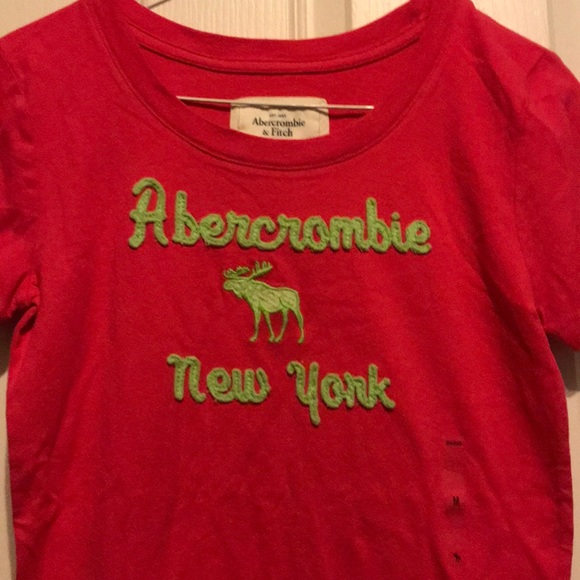 Abercrombie
& Fitch
Abercrombie
New York
M